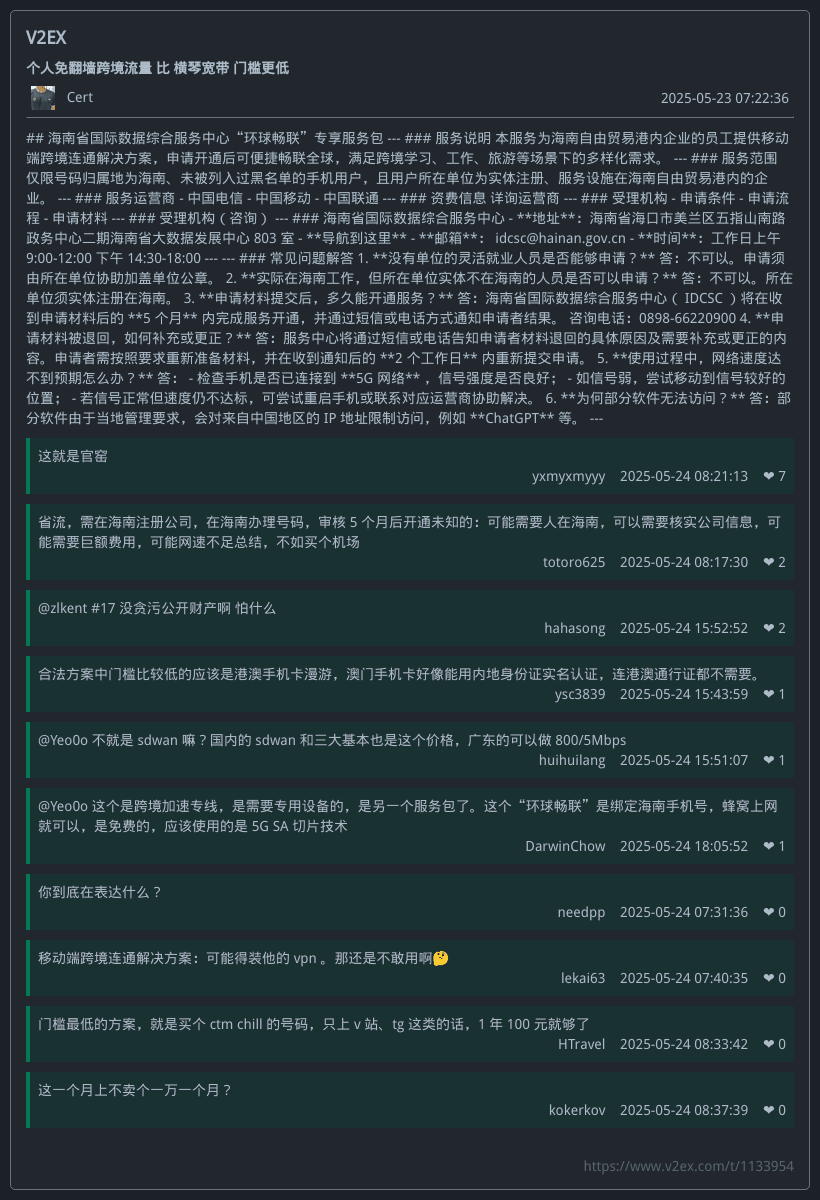 V2EX
个人免翻墙跨境流量 比 横琴宽带 门槛更低
Cert
2025-05-23 07:22:36
## 海南省国际数据综合服务中心“环球畅联”专享服务包 --- ### 服务说明 本服务为海南自由贸易港内企业的员工提供移动
端跨境连通解决方案，申请开通后可便捷畅联全球，满足跨境学习、工作、旅游等场景下的多样化需求。 --- ### 服务范围
仅限号码归属地为海南、未被列入过黑名单的手机用户，且用户所在单位为实体注册、服务设施在海南自由贸易港内的企
业。 --- ### 服务运营商 - 中国电信 - 中国移动 - 中国联通 --- ### 资费信息 详询运营商 --- ### 受理机构 - 申请条件 - 申请流
程 - 申请材料 --- ### 受理机构（咨询） --- ### 海南省国际数据综合服务中心 - **地址**：海南省海口市美兰区五指山南路
政务中心二期海南省大数据发展中心 803 室 - **导航到这里** - **邮箱**： idcsc@hainan.gov.cn - **时间**：工作日上午
9:00-12:00 下午 14:30-18:00 --- --- ### 常见问题解答 1. **没有单位的灵活就业人员是否能够申请？** 答：不可以。申请须
由所在单位协助加盖单位公章。 2. **实际在海南工作，但所在单位实体不在海南的人员是否可以申请？** 答：不可以。所在
单位须实体注册在海南。 3. **申请材料提交后，多久能开通服务？** 答：海南省国际数据综合服务中心（ IDCSC ）将在收
到申请材料后的 **5 个月** 内完成服务开通，并通过短信或电话方式通知申请者结果。 咨询电话：0898-66220900 4. **申
请材料被退回，如何补充或更正？** 答：服务中心将通过短信或电话告知申请者材料退回的具体原因及需要补充或更正的内
容。申请者需按照要求重新准备材料，并在收到通知后的 **2 个工作日** 内重新提交申请。 5. **使用过程中，网络速度达
不到预期怎么办？** 答： - 检查手机是否已连接到 **5G 网络** ，信号强度是否良好； - 如信号弱，尝试移动到信号较好的
位置； - 若信号正常但速度仍不达标，可尝试重启手机或联系对应运营商协助解决。 6. **为何部分软件无法访问？** 答：部
分软件由于当地管理要求，会对来自中国地区的 IP 地址限制访问，例如 **ChatGPT** 等。 ---
这就是官窑
yxmyxmyyy 2025-05-24 08:21:13 ❤ 7
省流，需在海南注册公司，在海南办理号码，审核 5 个月后开通未知的：可能需要人在海南，可以需要核实公司信息，可
能需要巨额费用，可能网速不足总结，不如买个机场
totoro625 2025-05-24 08:17:30 ❤ 2
@zlkent #17 没贪污公开财产啊 怕什么
hahasong 2025-05-24 15:52:52 ❤ 2
合法方案中门槛比较低的应该是港澳手机卡漫游，澳门手机卡好像能用内地身份证实名认证，连港澳通行证都不需要。
ysc3839 2025-05-24 15:43:59 ❤ 1
@Yeo0o 不就是 sdwan 嘛？国内的 sdwan 和三大基本也是这个价格，广东的可以做 800/5Mbps
huihuilang 2025-05-24 15:51:07 ❤ 1
@Yeo0o 这个是跨境加速专线，是需要专用设备的，是另一个服务包了。这个“环球畅联”是绑定海南手机号，蜂窝上网
就可以，是免费的，应该使用的是 5G SA 切片技术
DarwinChow 2025-05-24 18:05:52 ❤ 1
你到底在表达什么？
needpp 2025-05-24 07:31:36 ❤ 0
移动端跨境连通解决方案：可能得装他的 vpn 。那还是不敢用啊🤔
lekai63 2025-05-24 07:40:35 ❤ 0
门槛最低的方案，就是买个 ctm chill 的号码，只上 v 站、tg 这类的话，1 年 100 元就够了
HTravel 2025-05-24 08:33:42 ❤ 0
这一个月上不卖个一万一个月？
kokerkov 2025-05-24 08:37:39 ❤ 0
https://www.v2ex.com/t/1133954